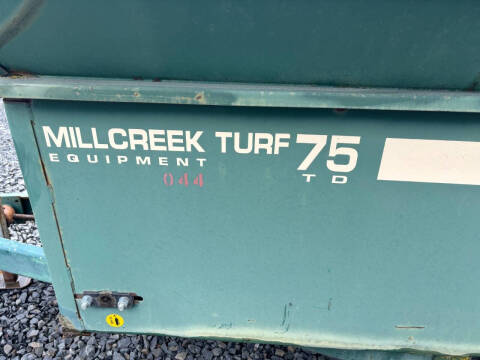 MILLCREEK TURF 75
EQUIPMENT TD
044